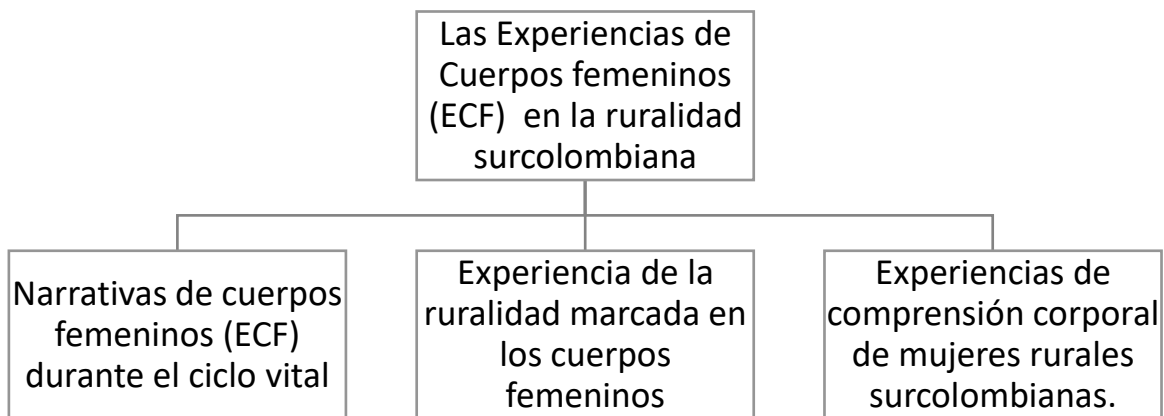 Las Experiencias de
Cuerpos femeninos
(ECF) en la ruralidad
surcolombiana
Narrativas de cuerpos
femeninos (ECF)
durante el ciclo vital
Experiencia de la
ruralidad marcada en
los cuerpos
femeninos
Experiencias de
comprensión corporal
de mujeres rurales
surcolombianas.